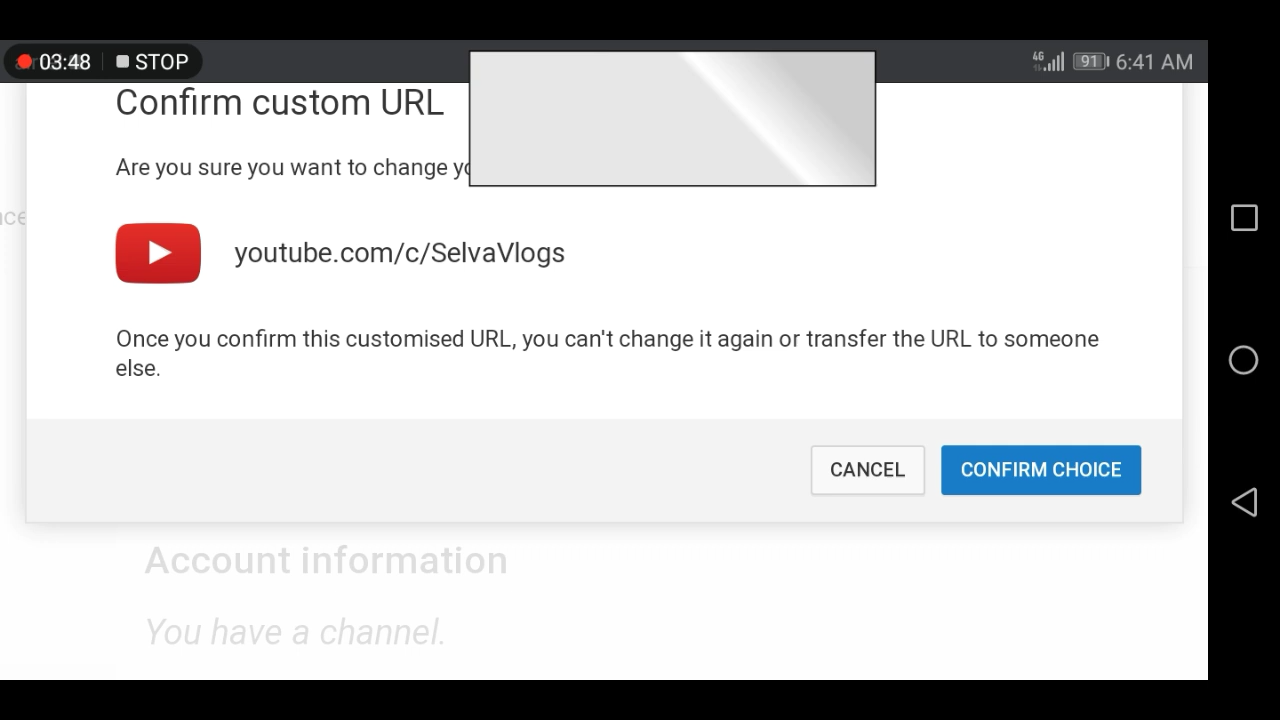 03:48 STOP
4G 91 6:41 AM
Confirm custom URL
Are you sure you want to change
youtube.com/c/SelvaVlogs
Once you confirm this customised URL, you can't change it again or transfer the URL to someone
else.
CANCEL CONFIRM CHOICE
Account information
You have a channel.